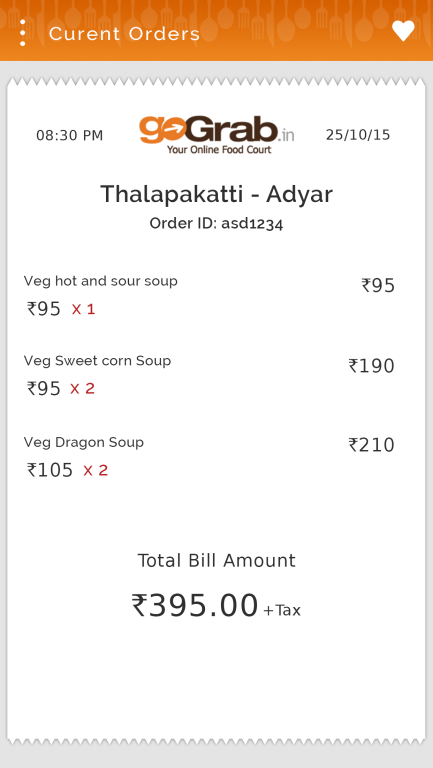 Curent Orders
08:30 PM
goGrab.in
Your Online Food Court
25/10/15
Thalapakatti - Adyar
Order ID: asd1234
Veg hot and sour soup
₹95
₹95 x 1
Veg Sweet corn Soup
₹190
₹95 x 2
Veg Dragon Soup
₹210
₹105 x 2
Total Bill Amount
₹395.00 +Tax